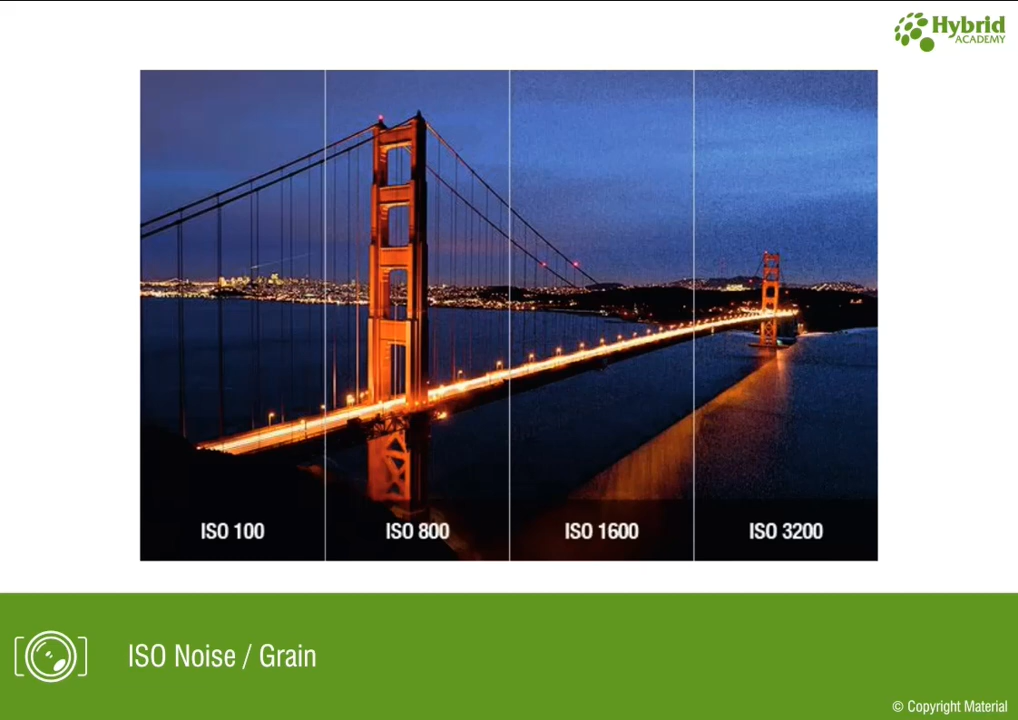 Hybrid
ACADEMY
ISO 100
ISO 800
ISO 1600
ISO 3200
ISO Noise / Grain
© Copyright Material